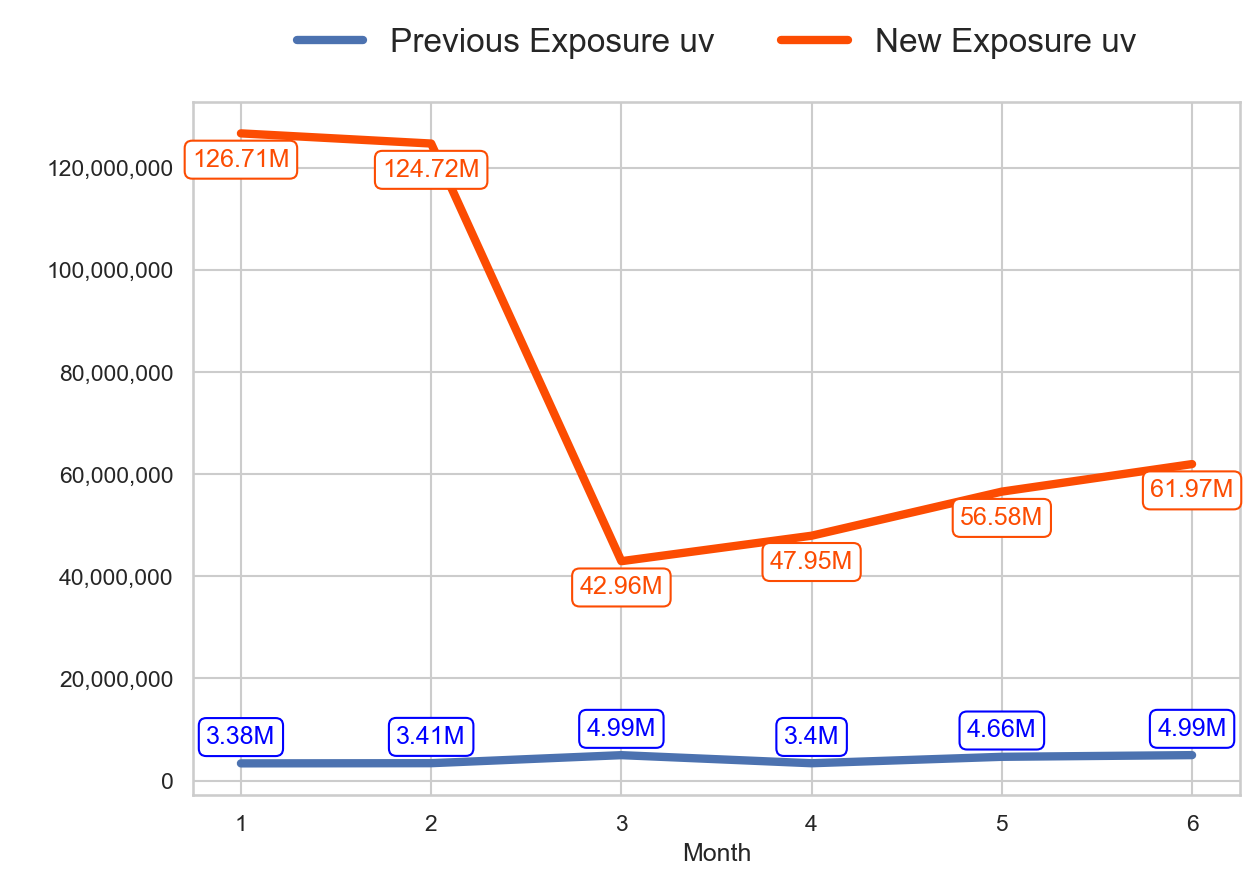 Previous Exposure uv New Exposure uv
126.71M
120,000,000
124.72M
100,000,000
80,000,000
60,000,000
61.97M
56.58M
47.95M
40,000,000
42.96M
20,000,000
3.38M 3.41M 4.99M 3.4M 4.66M 4.99M
0
1 2 3 4 5 6
Month